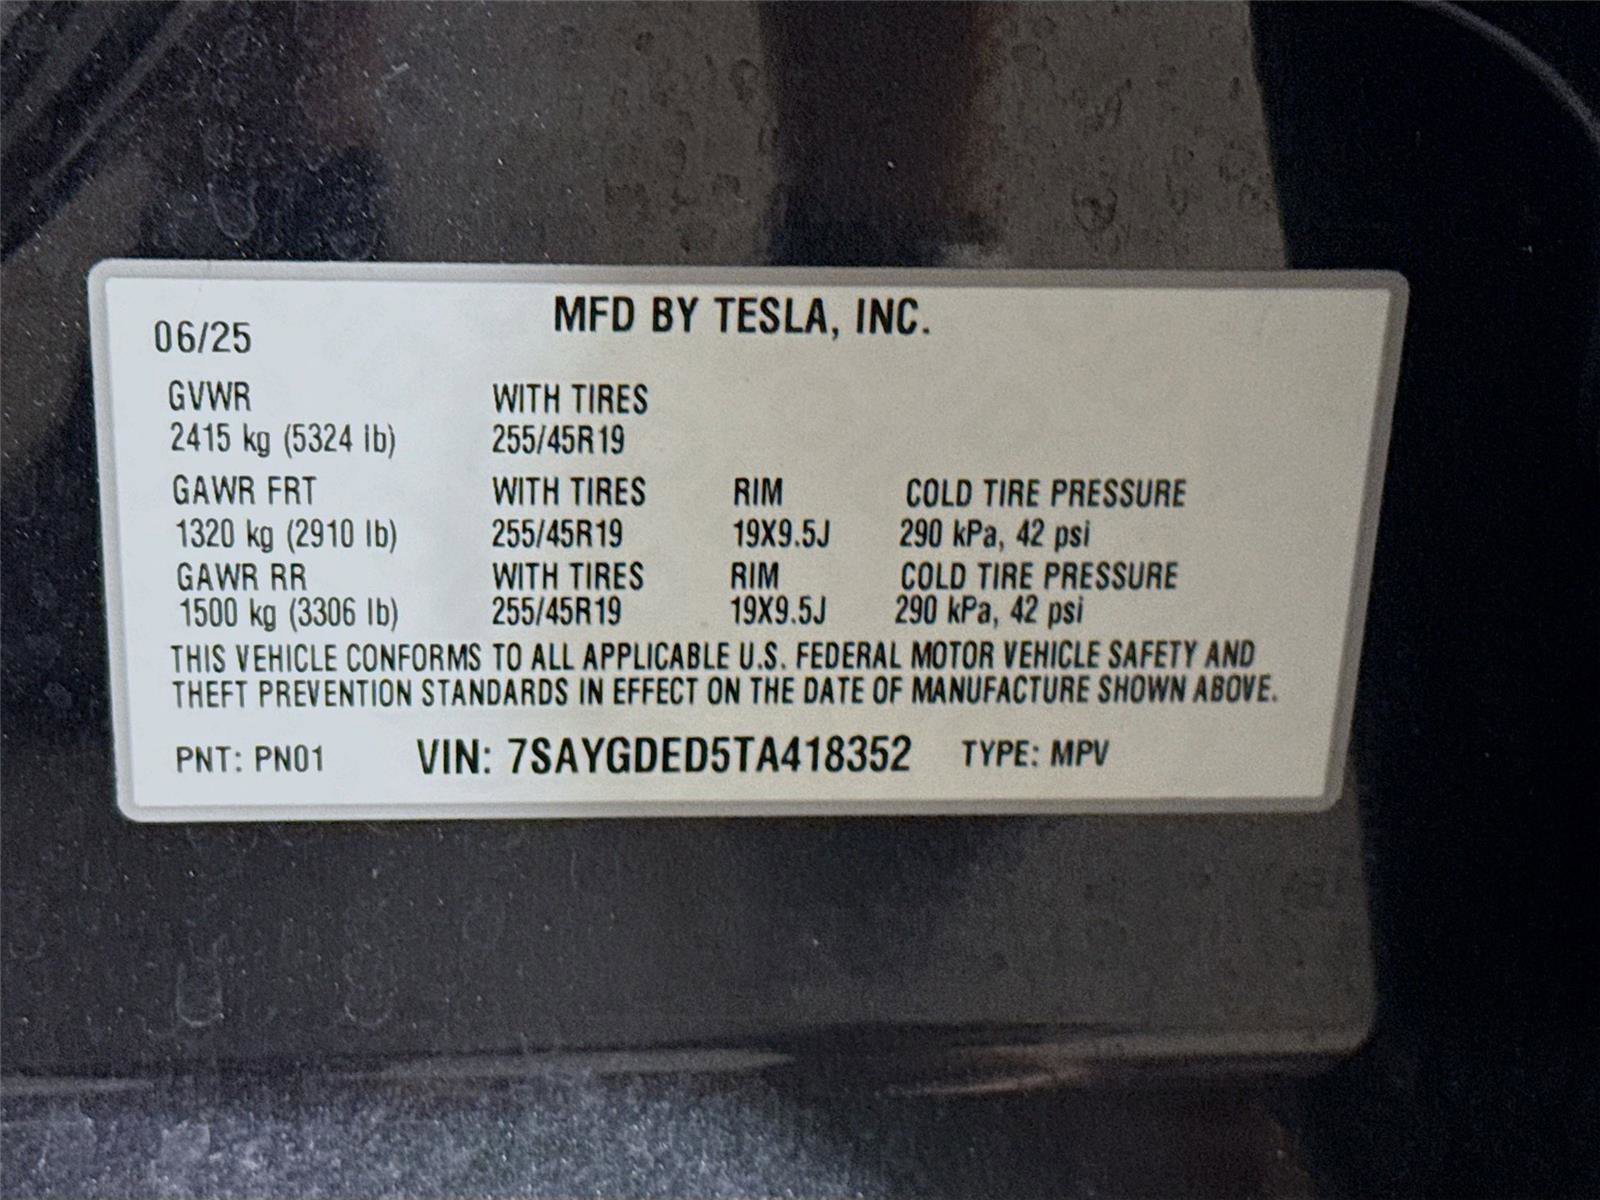 MFD BY TESLA, INC.
06/25
GVWR WITH TIRES
2415 kg (5324 lb) 255/45R19
GAWR FRT WITH TIRES RIM COLD TIRE PRESSURE
1320 kg (2910 lb) 255/45R19 19X9.5J 290 kPa, 42 psi
GAWR RR WITH TIRES RIM COLD TIRE PRESSURE
1500 kg (3306 lb) 255/45R19 19X9.5J 290 kPa, 42 psi
THIS VEHICLE CONFORMS TO ALL APPLICABLE U.S. FEDERAL MOTOR VEHICLE SAFETY AND
THEFT PREVENTION STANDARDS IN EFFECT ON THE DATE OF MANUFACTURE SHOWN ABOVE.
PNT: PN01 VIN: 7SAYGDED5TA418352 TYPE: MPV